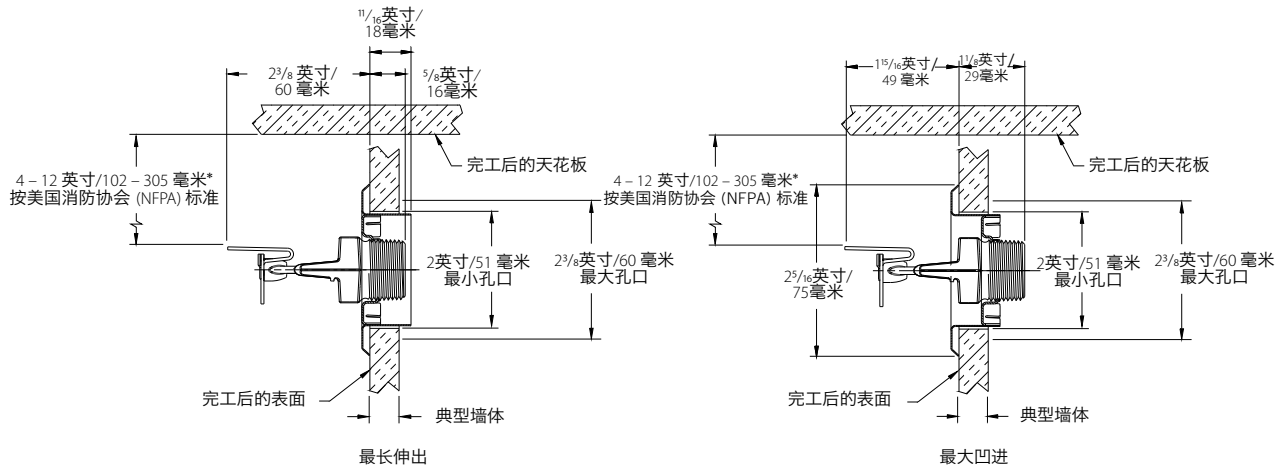 ¹¹/₁₆英寸/
18毫米
2³/₈ 英寸/
60 毫米
⁵/₈英寸/
16毫米
完工后的天花板
4 – 12 英寸/102 – 305 毫米*
按美国消防协会 (NFPA) 标准
2英寸/51 毫米
最小孔口
2³/₈英寸/60 毫米
最大孔口
完工后的表面
典型墙体
最长伸出
1¹⁵/₁₆英寸/
49 毫米
1¹/₈英寸/
29毫米
完工后的天花板
4 – 12 英寸/102 – 305 毫米*
按美国消防协会 (NFPA) 标准
2⁵/₁₆英寸/
75毫米
2英寸/51 毫米
最小孔口
2³/₈英寸/60 毫米
最大孔口
完工后的表面
典型墙体
最大凹进